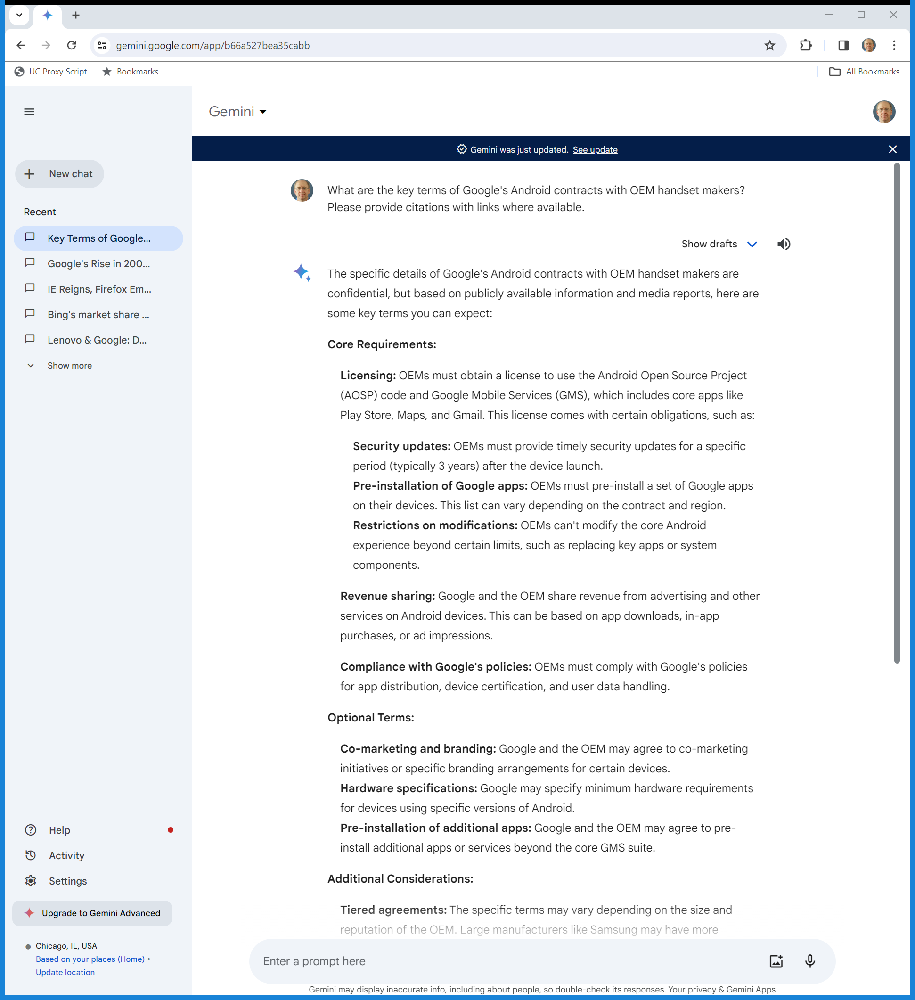 gemini.google.com/app/b66a527bea35cabb
UC Proxy Script
Bookmarks
All Bookmarks
Gemini
Gemini was just updated. See update
New chat
Recent
Key Terms of Google...
Google's Rise in 200...
IE Reigns, Firefox Em...
Bing's market share ...
Lenovo & Google: D...
Show more
What are the key terms of Google's Android contracts with OEM handset makers?
Please provide citations with links where available.
Show drafts
The specific details of Google's Android contracts with OEM handset makers are
confidential, but based on publicly available information and media reports, here are
some key terms you can expect:
Core Requirements:
Licensing: OEMs must obtain a license to use the Android Open Source Project
(AOSP) code and Google Mobile Services (GMS), which includes core apps like
Play Store, Maps, and Gmail. This license comes with certain obligations, such as:
Security updates: OEMs must provide timely security updates for a specific
period (typically 3 years) after the device launch.
Pre-installation of Google apps: OEMs must pre-install a set of Google apps
on their devices. This list can vary depending on the contract and region.
Restrictions on modifications: OEMs can't modify the core Android
experience beyond certain limits, such as replacing key apps or system
components.
Revenue sharing: Google and the OEM share revenue from advertising and other
services on Android devices. This can be based on app downloads, in-app
purchases, or ad impressions.
Compliance with Google's policies: OEMs must comply with Google's policies
for app distribution, device certification, and user data handling.
Optional Terms:
Co-marketing and branding: Google and the OEM may agree to co-marketing
initiatives or specific branding arrangements for certain devices.
Hardware specifications: Google may specify minimum hardware requirements
for devices using specific versions of Android.
Pre-installation of additional apps: Google and the OEM may agree to pre-
install additional apps or services beyond the core GMS suite.
Additional Considerations:
Tiered agreements: The specific terms may vary depending on the size and
reputation of the OEM. Large manufacturers like Samsung may have more
Help
Activity
Settings
Upgrade to Gemini Advanced
Chicago, IL, USA
Based on your places (Home) •
Update location
Enter a prompt here
Gemini may display inaccurate info, including about people, so double-check its responses. Your privacy & Gemini Apps